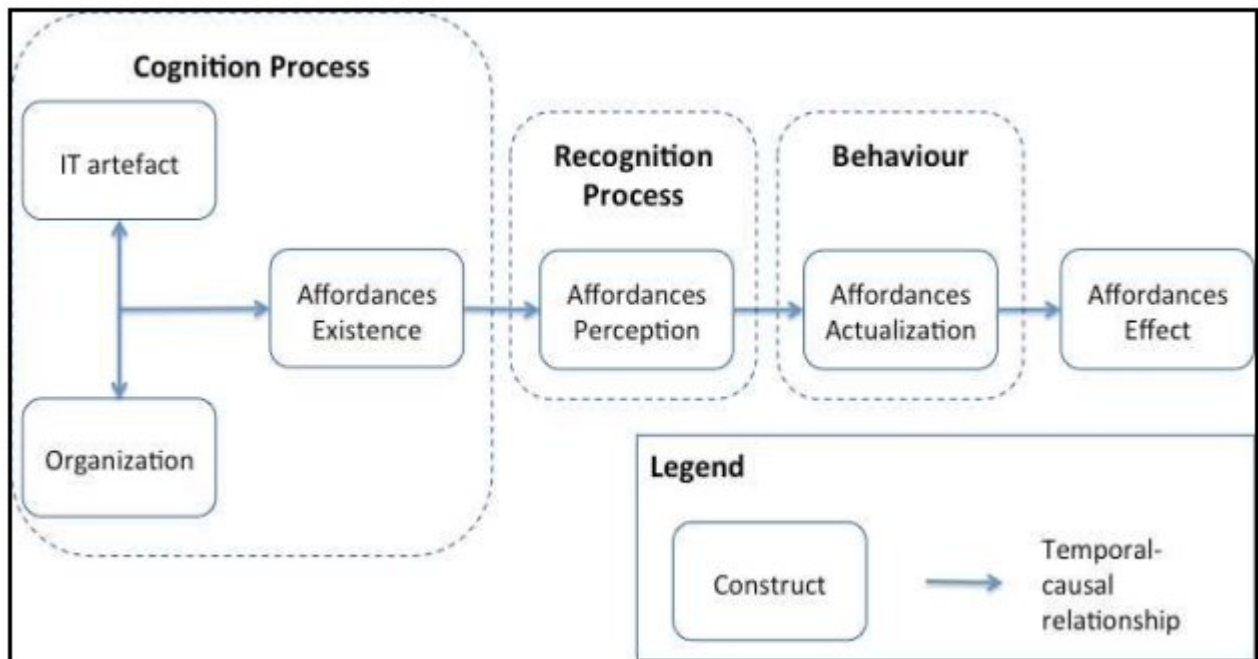 Cognition Process
IT artefact
Organization
Affordances
Existence
Recognition
Process
Affordances
Perception
Behaviour
Affordances
Actualization
Affordances
Effect
Legend
Construct
Temporal-
causal
relationship